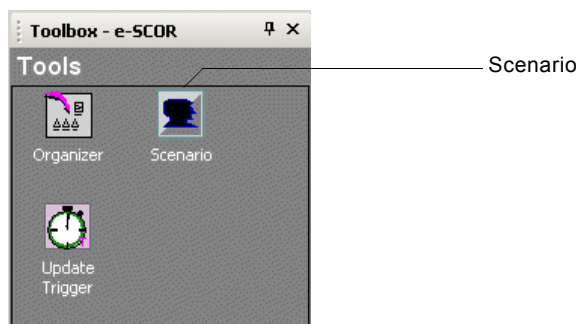 Toolbox - e-SCOR
Tools
Scenario
Organizer
Scenario
Update
Trigger